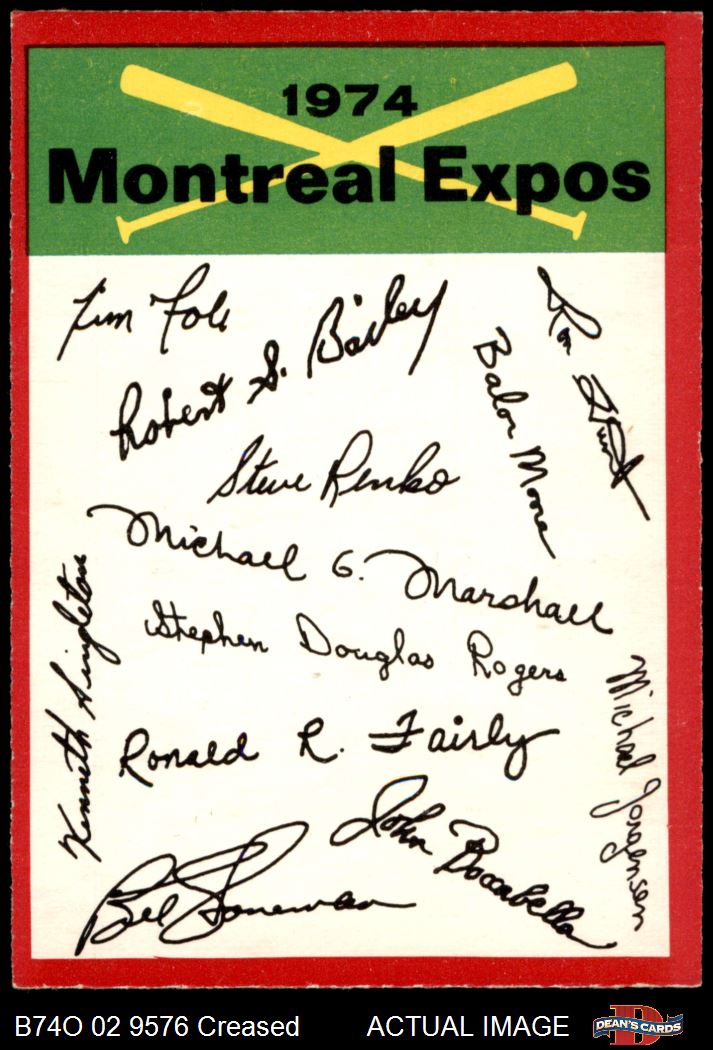 1974
Montreal Expos
Tim Foli
Robert S. Bailey
Ron Hunt
Balor Moore
Steve Renko
Michael G. Marshall
Stephen Douglas Rogers
Kenneth Singleton
Ronald R. Fairly
Michael Jorgensen
John Boccabella
Bill Stoneman
B74O 02 9576 Creased
ACTUAL IMAGE
D
DEAN'S CARDS